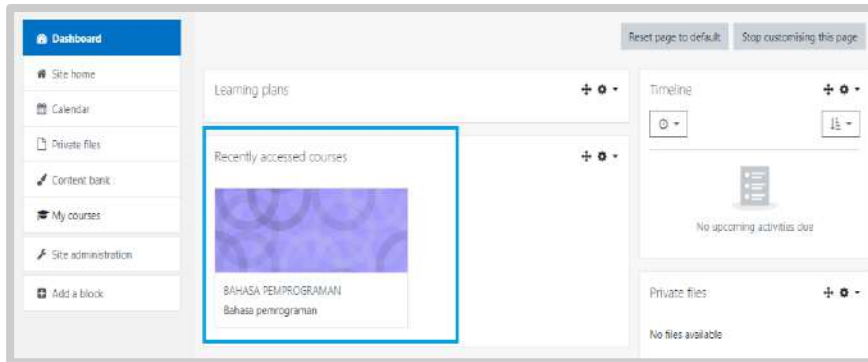 Dashboard
Site home
Calendar
Private files
Content bank
My courses
Site administration
Add a block
Reset page to default
Stop customising this page
Learning plans
Recently accessed courses
BAHASA PEMPROGRAMAN
Bahasa pemrograman
Timeline
No upcoming activities due
Private files
No files available